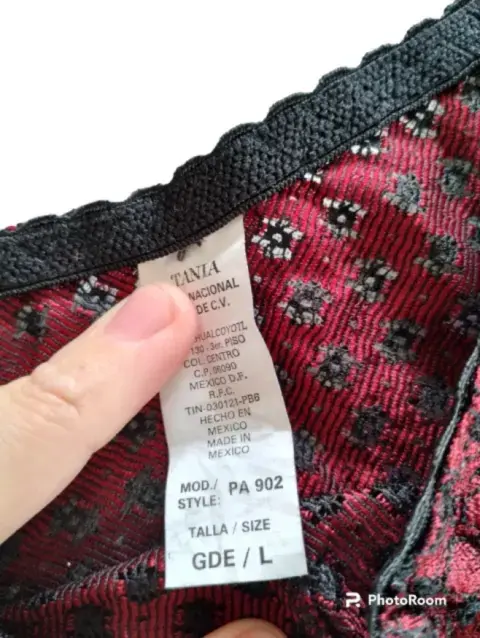 TANIA
NACIONAL
DE C.V.
HUALCOYOTL
130 - 3er. PISO
COL. CENTRO
C.P. 06090
MEXICO D.F.
R.F.C.
TIN-030121-PB6
HECHO EN
MEXICO
MADE IN
MEXICO
MOD./
STYLE: PA 902
TALLA / SIZE
GDE / L
PhotoRoom